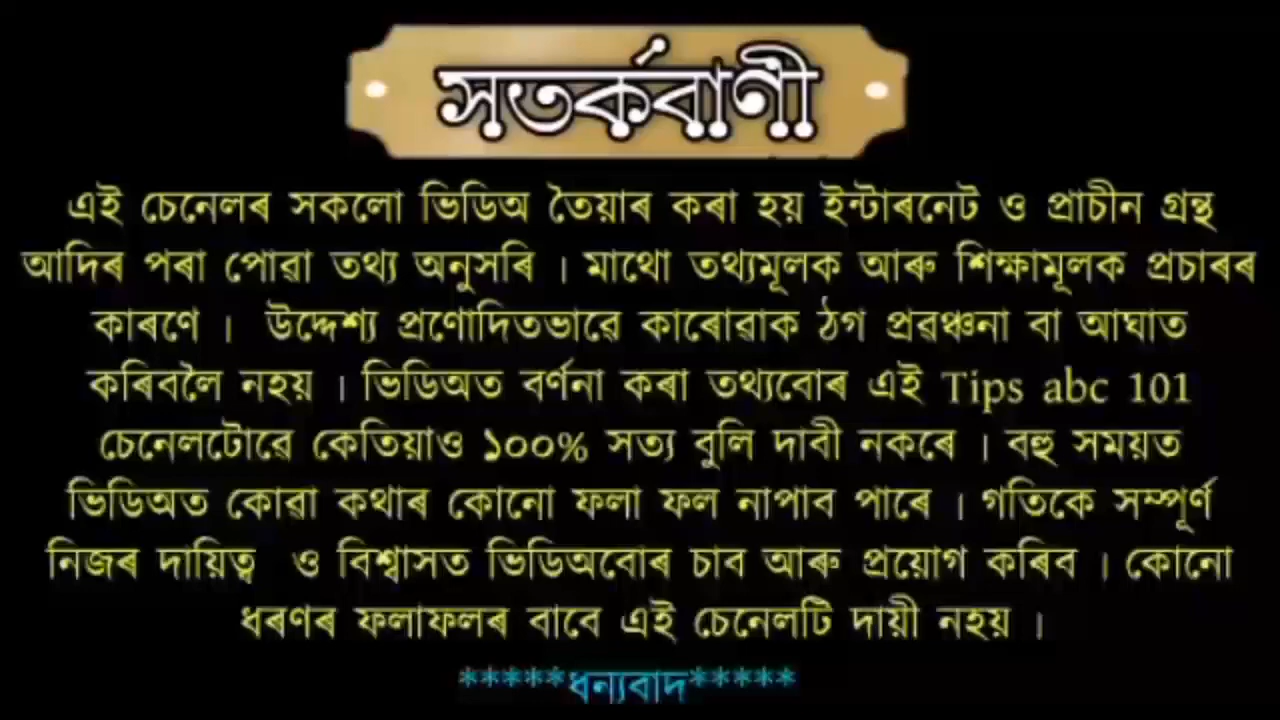 সতৰ্কবাণী
এই চেনেলৰ সকলো ভিডিঅ তৈয়াৰ কৰা হয় ইন্টাৰনেট ও প্ৰাচীন গ্ৰন্থ
আদিৰ পৰা পোৱা তথ্য অনুসৰি । মাথো তথ্যমূলক আৰু শিক্ষামূলক প্ৰচাৰৰ
কাৰণে । উদ্দেশ্য প্ৰণোদিতভাৱে কাৰোৱাক ঠগ প্ৰৱঞ্চনা বা আঘাত
কৰিবলৈ নহয় । ভিডিঅত বৰ্ণনা কৰা তথ্যবোৰ এই Tips abc 101
চেনেলটোৱে কেতিয়াও ১০০% সত্য বুলি দাবী নকৰে । বহু সময়ত
ভিডিঅত কোৱা কথাৰ কোনো ফলা ফল নাপাব পাৰে । গতিকে সম্পূৰ্ণ
নিজৰ দায়িত্ব ও বিশ্বাসত ভিডিঅবোৰ চাব আৰু প্ৰয়োগ কৰিব । কোনো
ধৰণৰ ফলাফলৰ বাবে এই চেনেলটি দায়ী নহয় ।
*****ধন্যবাদ*****